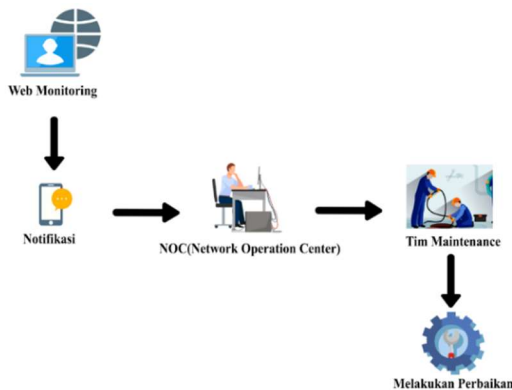 Web Monitoring
Notifikasi
NOC(Network Operation Center)
Tim Maintenance
Melakukan Perbaikan